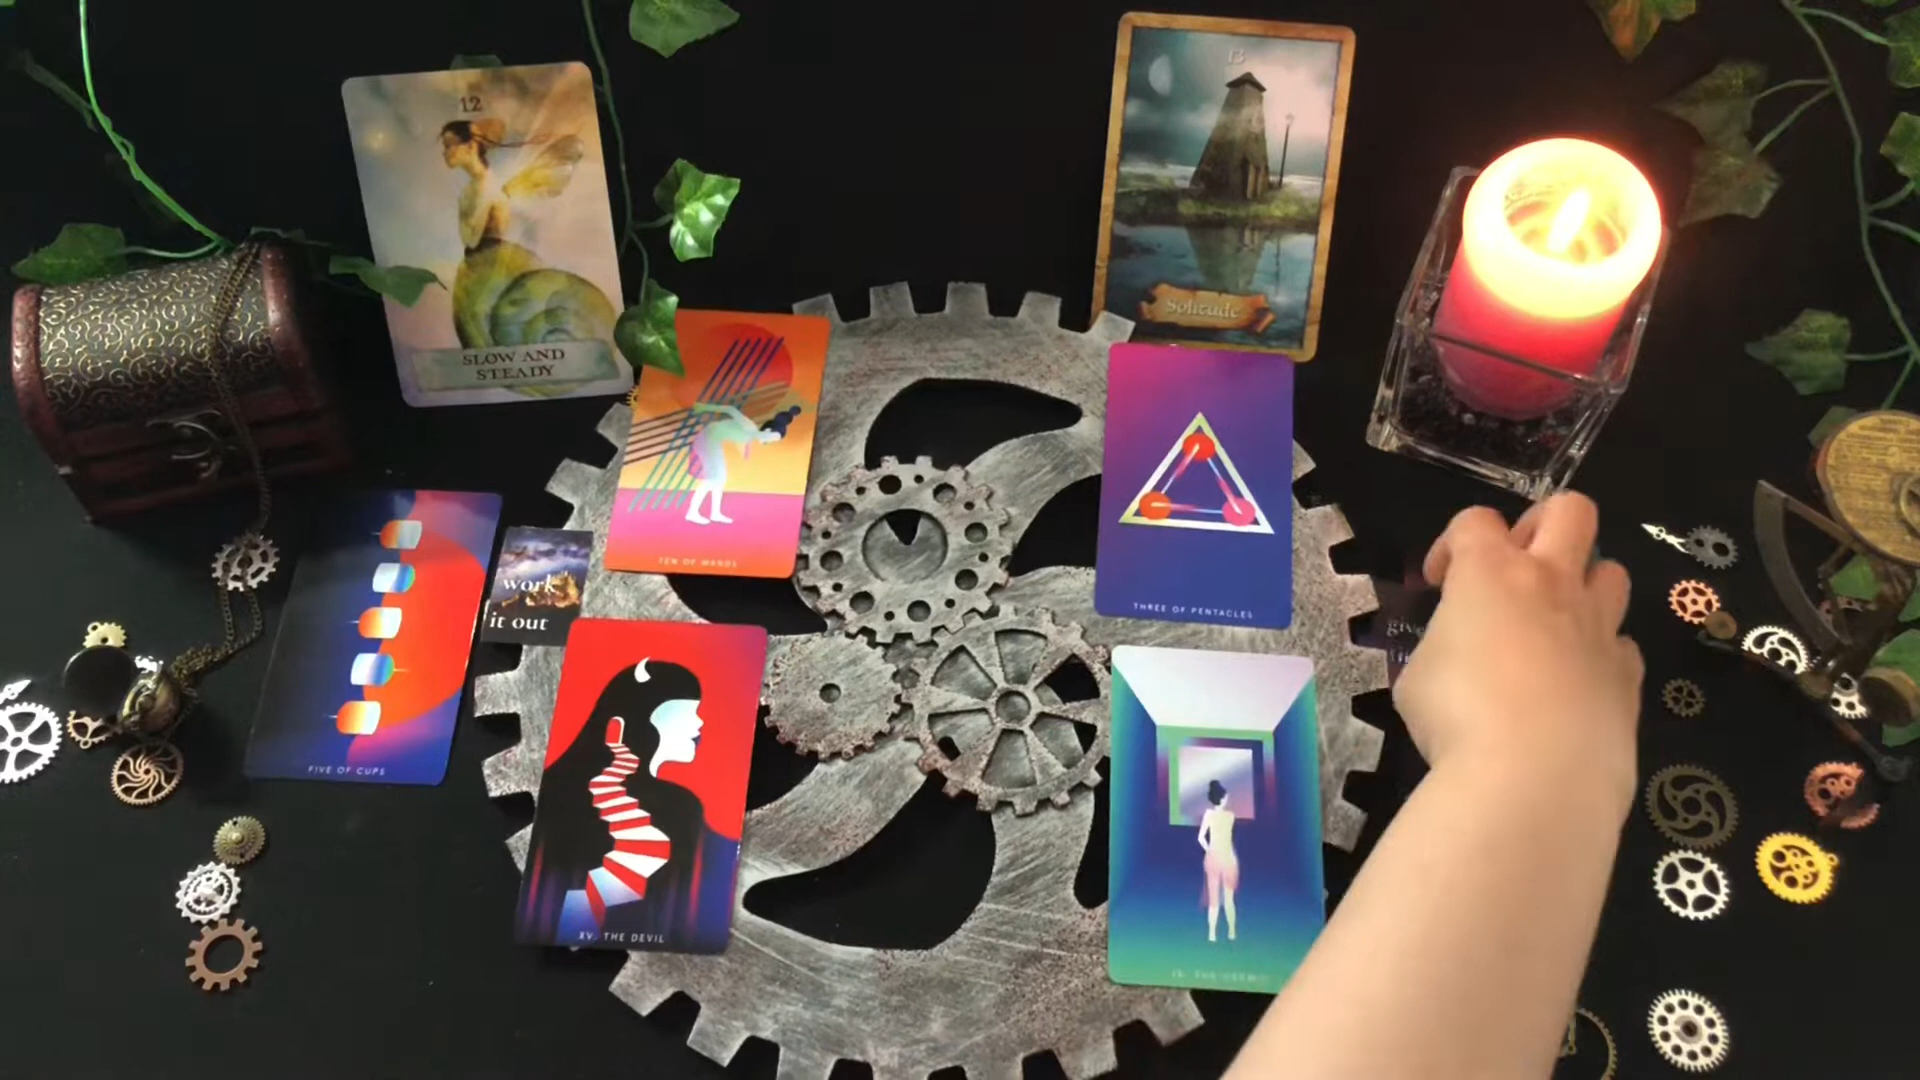 12
SLOW AND
STEADY
13
Solitude
TEN OF WANDS
THREE OF PENTACLES
work
it out
FIVE OF CUPS
XV. THE DEVIL